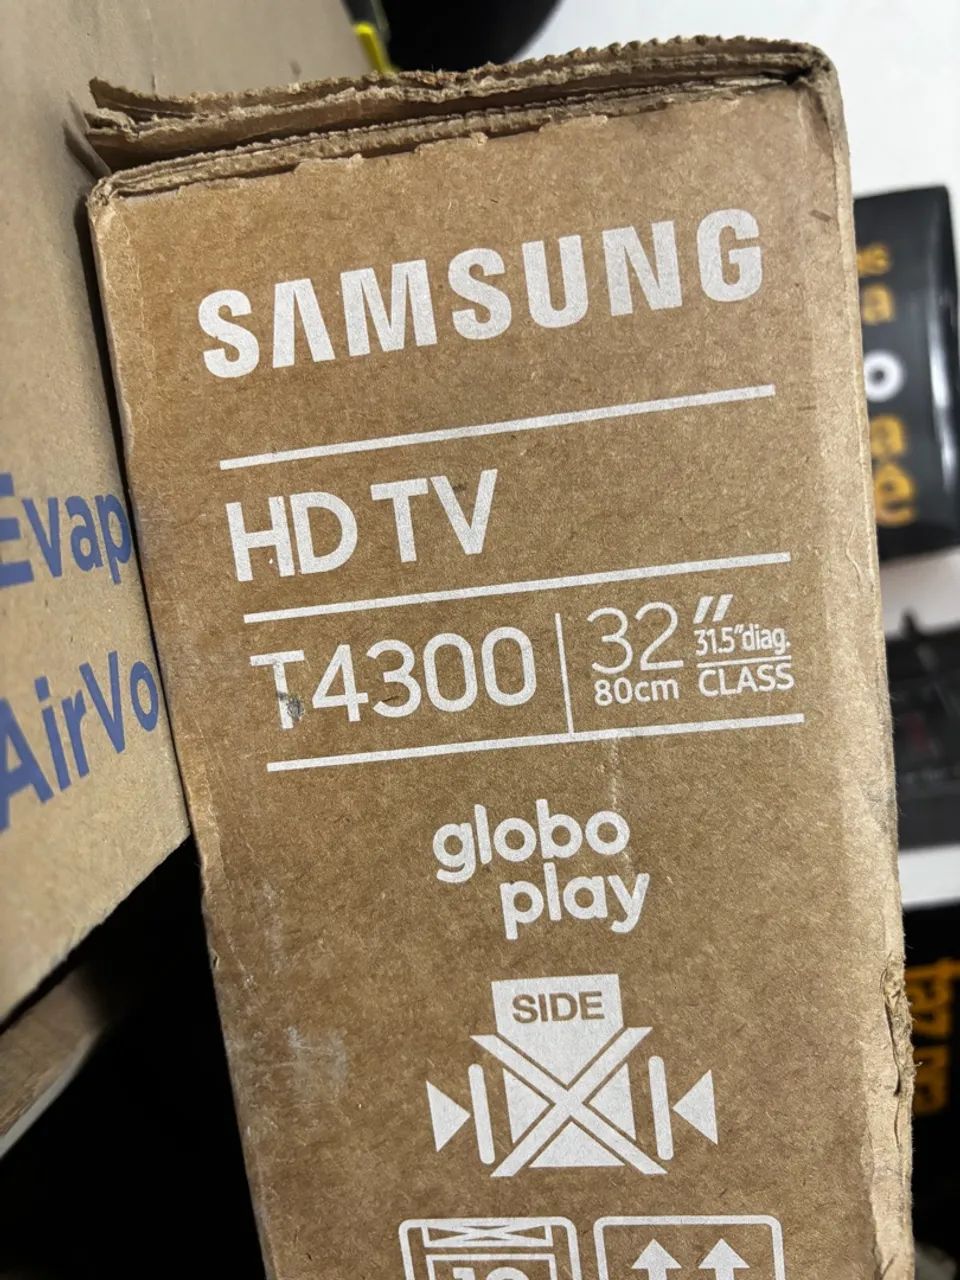 SAMSUNG
HD TV
T4300
32"
80cm
31.5"diag.
CLASS
globo
play
SIDE
Evap
AirVo